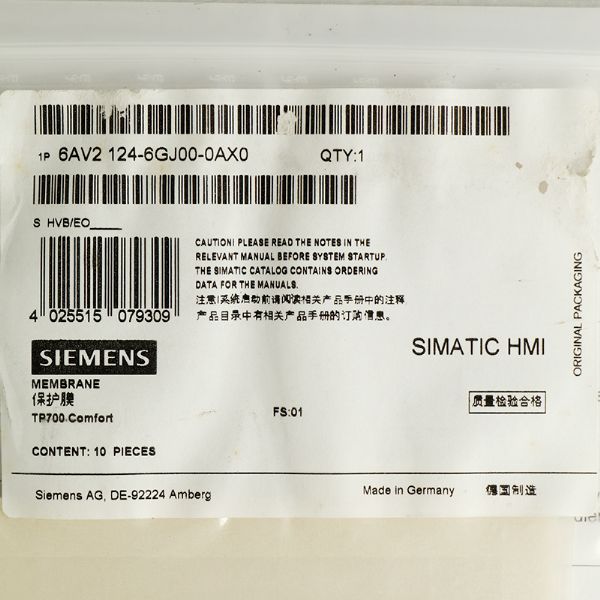 1P 6AV2 124-6GJ00-0AX0 QTY:1
S HVB/EO_____
CAUTION! PLEASE READ THE NOTES IN THE
RELEVANT MANUAL BEFORE SYSTEM STARTUP.
THE SIMATIC CATALOG CONTAINS ORDERING
DATA FOR THE MANUALS.
注意!系统启动前请阅读相关产品手册中的注释,
产品目录中有相关产品手册的订购信息。
4 025515 079309
ORIGINAL PACKAGING
SIEMENS
SIMATIC HMI
MEMBRANE
保护膜
TP700 Comfort
FS:01
质量检验合格
CONTENT: 10 PIECES
Siemens AG, DE-92224 Amberg Made in Germany 德国制造